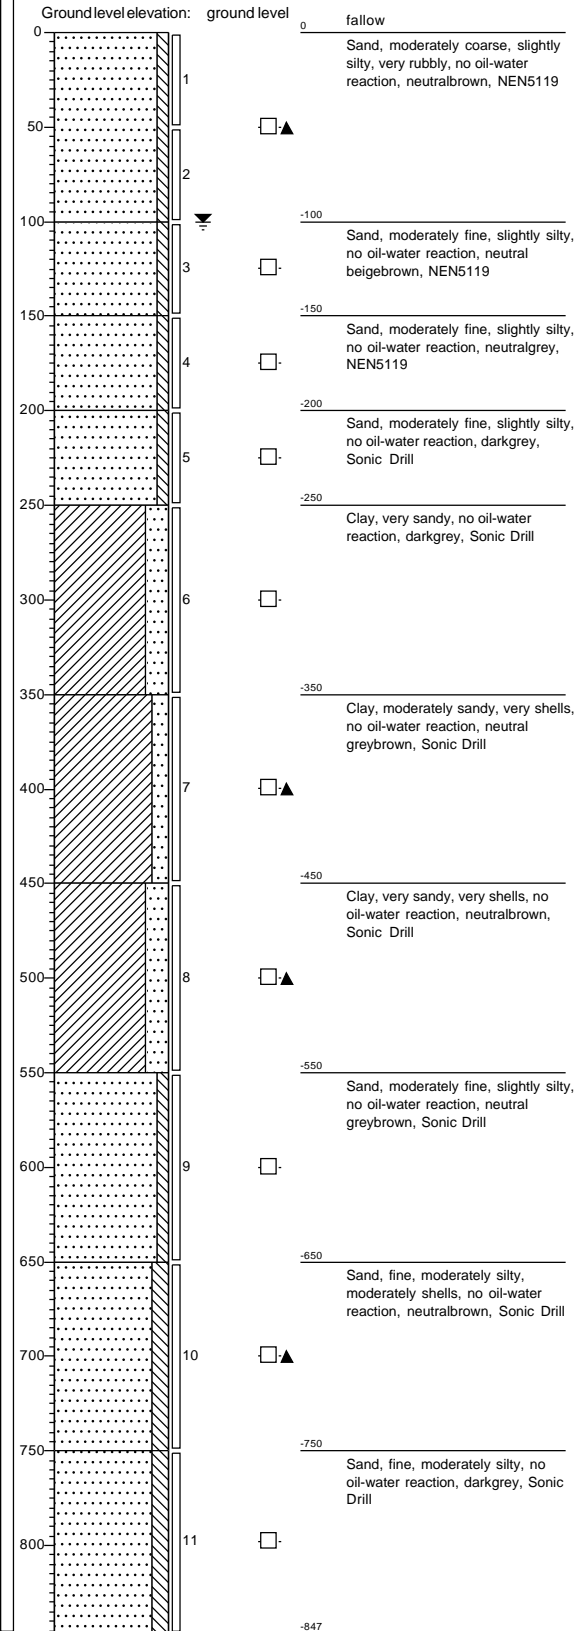 Ground level elevation: ground level
0
fallow
0
Sand, moderately coarse, slightly
silty, very rubbly, no oil-water
reaction, neutralbrown, NEN5119
1
50
2
100
-100
Sand, moderately fine, slightly silty,
no oil-water reaction, neutral
beigebrown, NEN5119
3
150
-150
Sand, moderately fine, slightly silty,
no oil-water reaction, neutralgrey,
NEN5119
4
200
-200
Sand, moderately fine, slightly silty,
no oil-water reaction, darkgrey,
Sonic Drill
5
250
-250
Clay, very sandy, no oil-water
reaction, darkgrey, Sonic Drill
300
6
350
-350
Clay, moderately sandy, very shells,
no oil-water reaction, neutral
greybrown, Sonic Drill
400
7
450
-450
Clay, very sandy, very shells, no
oil-water reaction, neutralbrown,
Sonic Drill
500
8
550
-550
Sand, moderately fine, slightly silty,
no oil-water reaction, neutral
greybrown, Sonic Drill
600
9
650
-650
Sand, fine, moderately silty,
moderately shells, no oil-water
reaction, neutralbrown, Sonic Drill
700
10
750
-750
Sand, fine, moderately silty, no
oil-water reaction, darkgrey, Sonic
Drill
800
11
-847